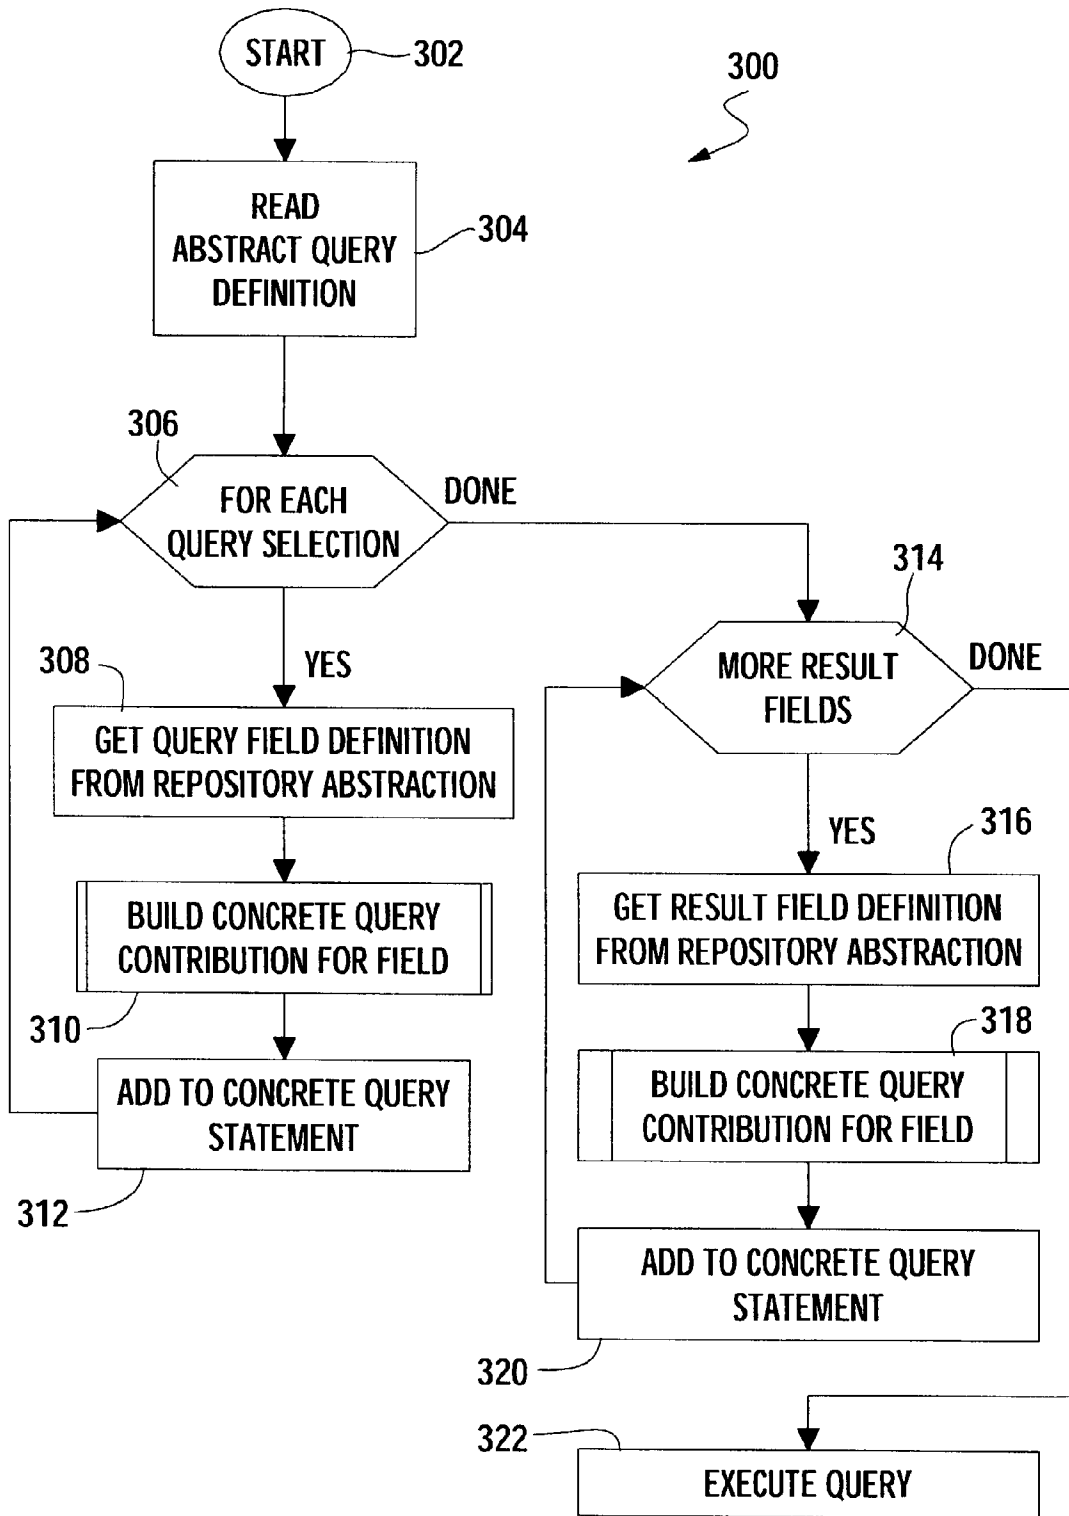 START
302
300
READ
ABSTRACT QUERY
DEFINITION
304
306
FOR EACH
QUERY SELECTION
DONE
314
MORE RESULT
FIELDS
DONE
YES
308
GET QUERY FIELD DEFINITION
FROM REPOSITORY ABSTRACTION
YES
316
GET RESULT FIELD DEFINITION
FROM REPOSITORY ABSTRACTION
BUILD CONCRETE QUERY
CONTRIBUTION FOR FIELD
310
318
BUILD CONCRETE QUERY
CONTRIBUTION FOR FIELD
ADD TO CONCRETE QUERY
STATEMENT
312
ADD TO CONCRETE QUERY
STATEMENT
320
322
EXECUTE QUERY